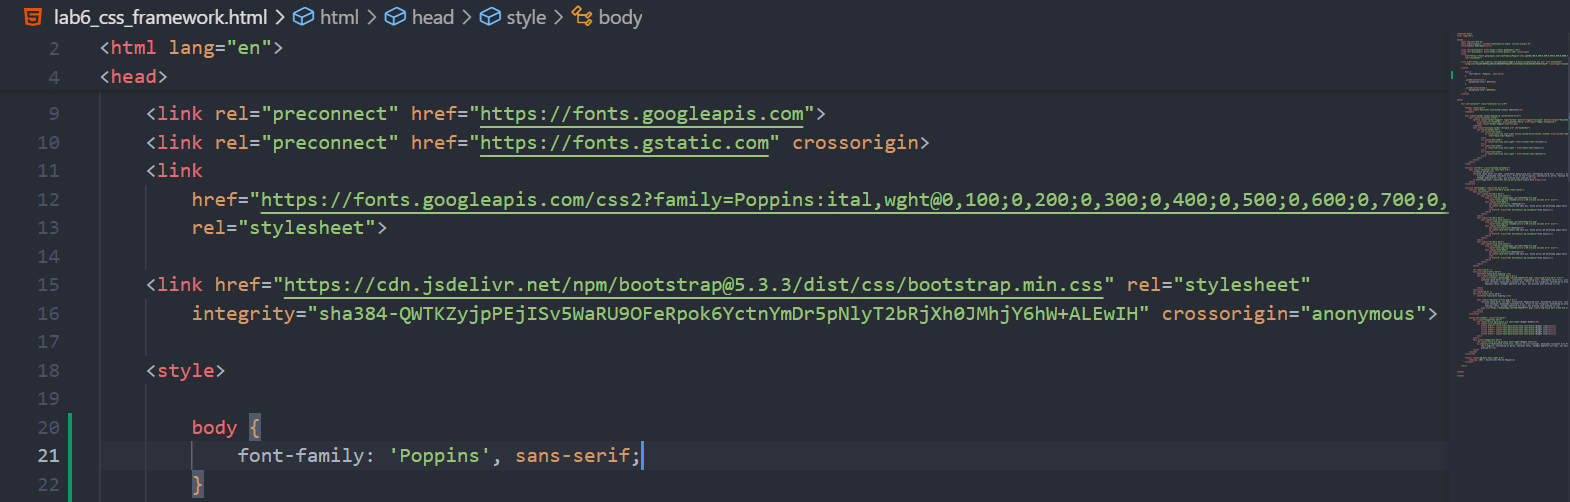 lab6_css_framework.html > html > head > style > body
2 <html lang="en">
4 <head>
9 <link rel="preconnect" href="https://fonts.googleapis.com">
10 <link rel="preconnect" href="https://fonts.gstatic.com" crossorigin>
11 <link
12 href="https://fonts.googleapis.com/css2?family=Poppins:ital,wght@0,100;0,200;0,300;0,400;0,500;0,600;0,700;0,
13 rel="stylesheet">
14
15 <link href="https://cdn.jsdelivr.net/npm/bootstrap@5.3.3/dist/css/bootstrap.min.css" rel="stylesheet"
16 integrity="sha384-QWTKZyjpPEjISv5WaRU9OFeRpok6YctnYmDr5pNlyT2bRjXh0JMhjY6hW+ALEwIH" crossorigin="anonymous">
17
18 <style>
19
20 body {
21 font-family: 'Poppins', sans-serif;
22 }